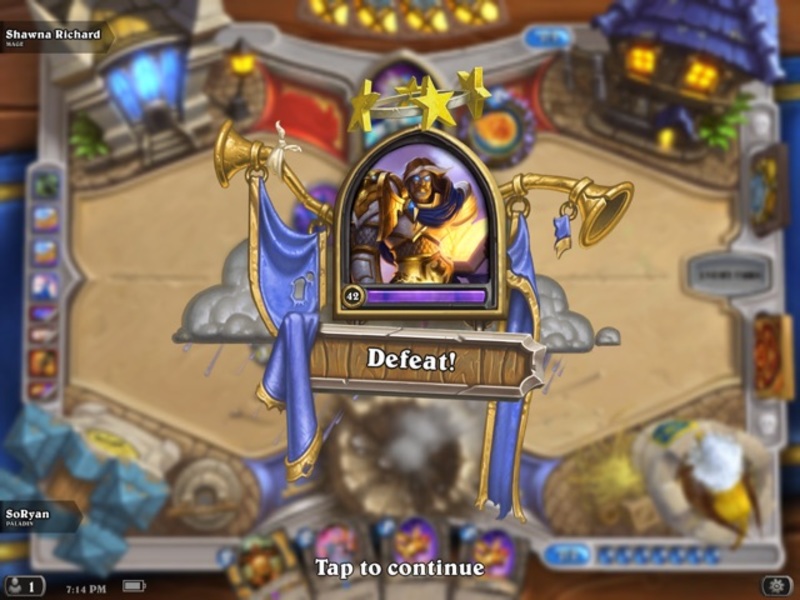 Shawna Richard
MAGE
42
Defeat!
SoRyan
PALADIN
Tap to continue
1
7:14 PM